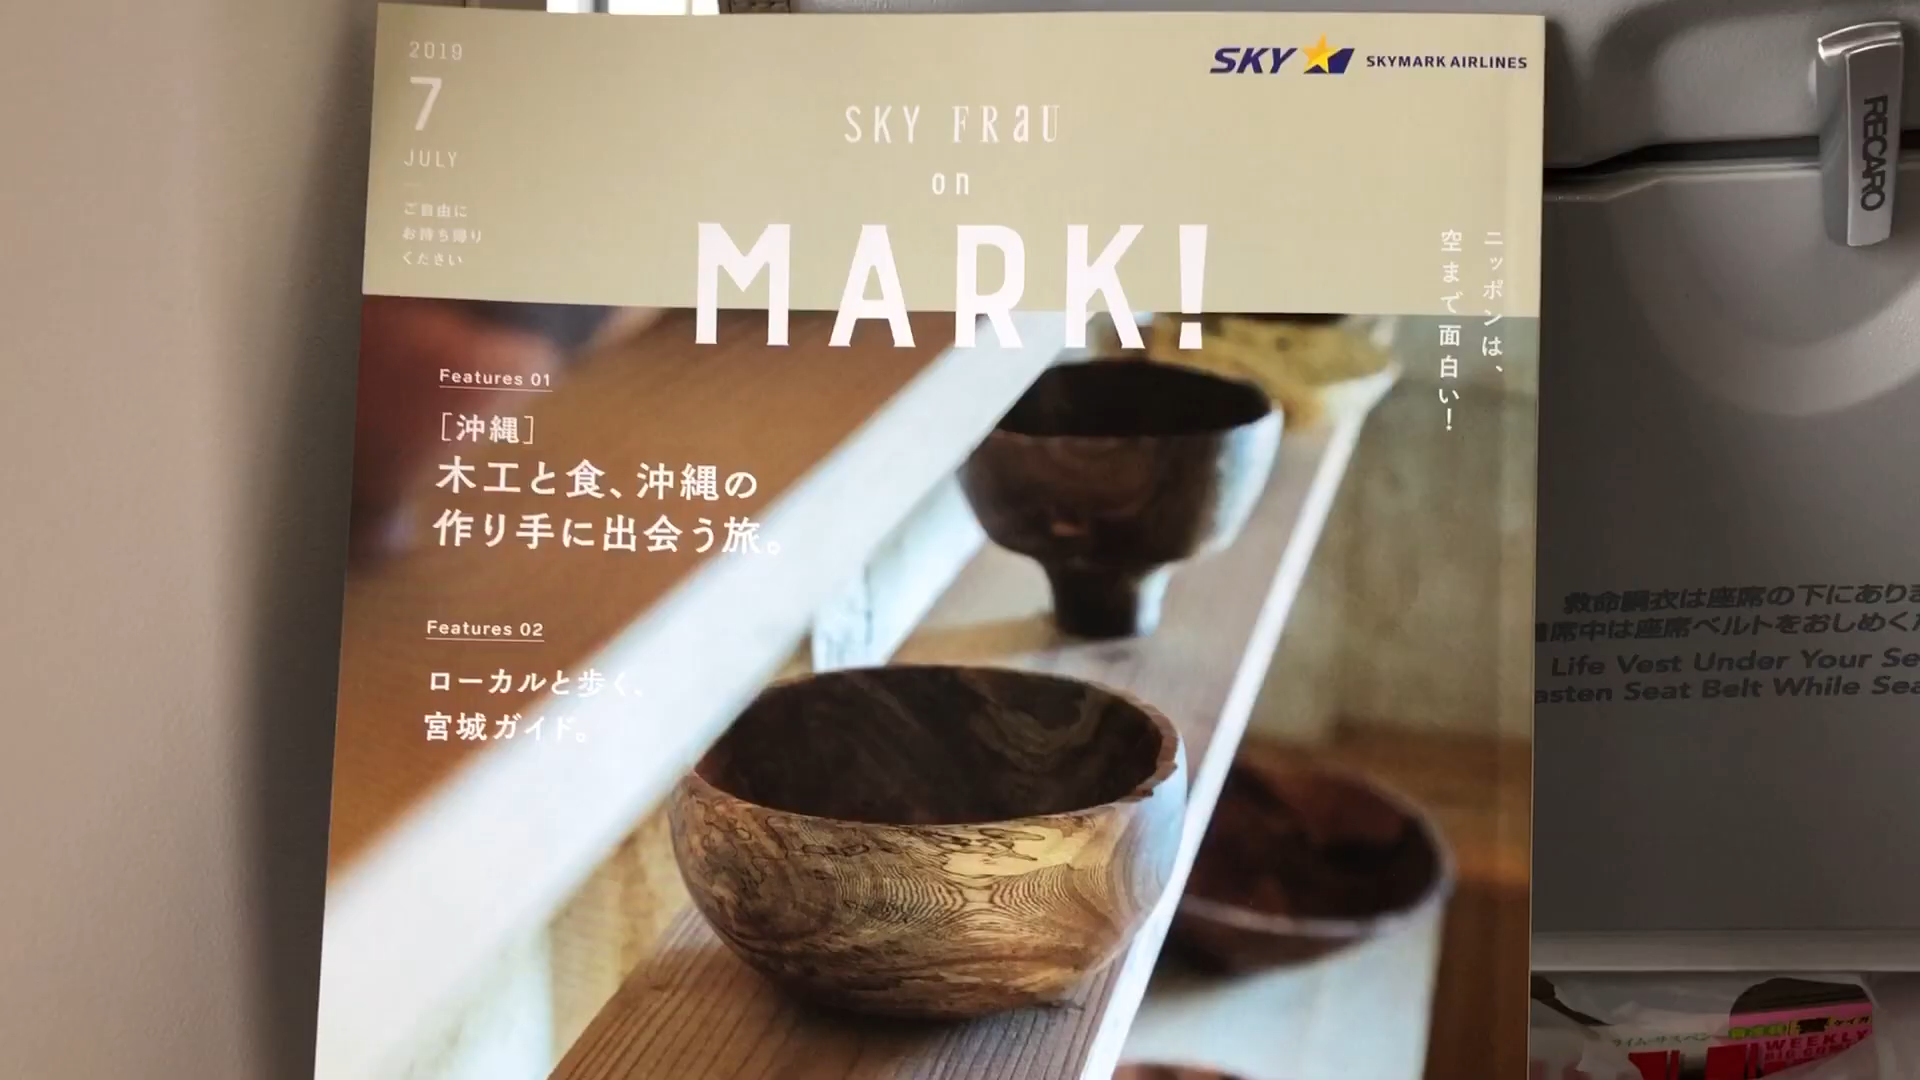 2019
7
JULY
ご自由に
お持ち帰り
ください
SKY
SKYMARK AIRLINES
SKY FRaU
on
MARK!
ニッポンは、
空まで面白い!
Features 01
[沖縄]
木工と食、沖縄の
作り手に出会う旅。
Features 02
ローカルと歩く、
宮城ガイド。
RECARO
救命胴衣は座席の下にあり
席中は座席ベルトをおしめく
Life Vest Under Your Se
asten Seat Belt While Sea
WEEKLY